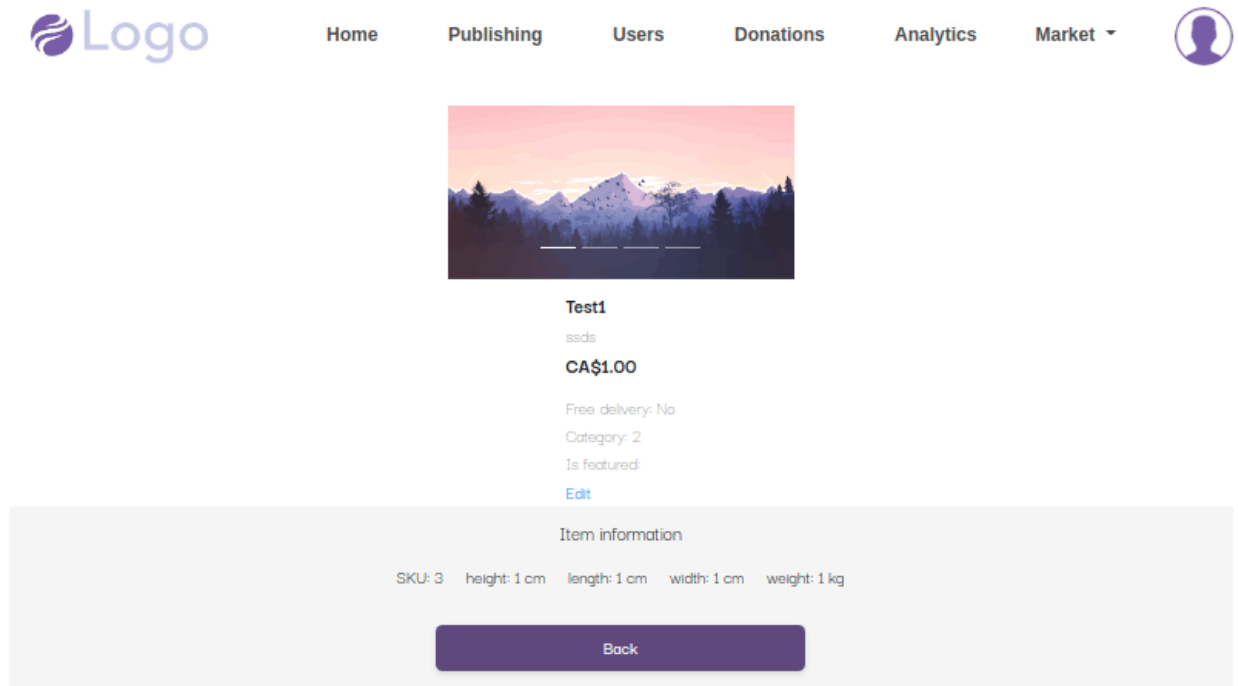 Logo Home Publishing Users Donations Analytics Market
Test1
ssds
CA$1.00
Free delivery: No
Category: 2
Is featured:
Edit
Item information
SKU: 3 height: 1 cm length: 1 cm width: 1 cm weight: 1 kg
Back